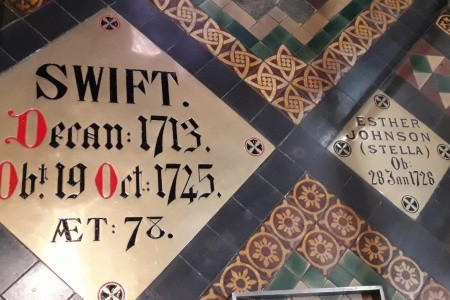 SWIFT.
Decan: 1713.
Obt. 19 Oct: 1745.
ÆT: 78.
ESTHER
JOHNSON
(STELLA)
Ob:
28 Jan 1728